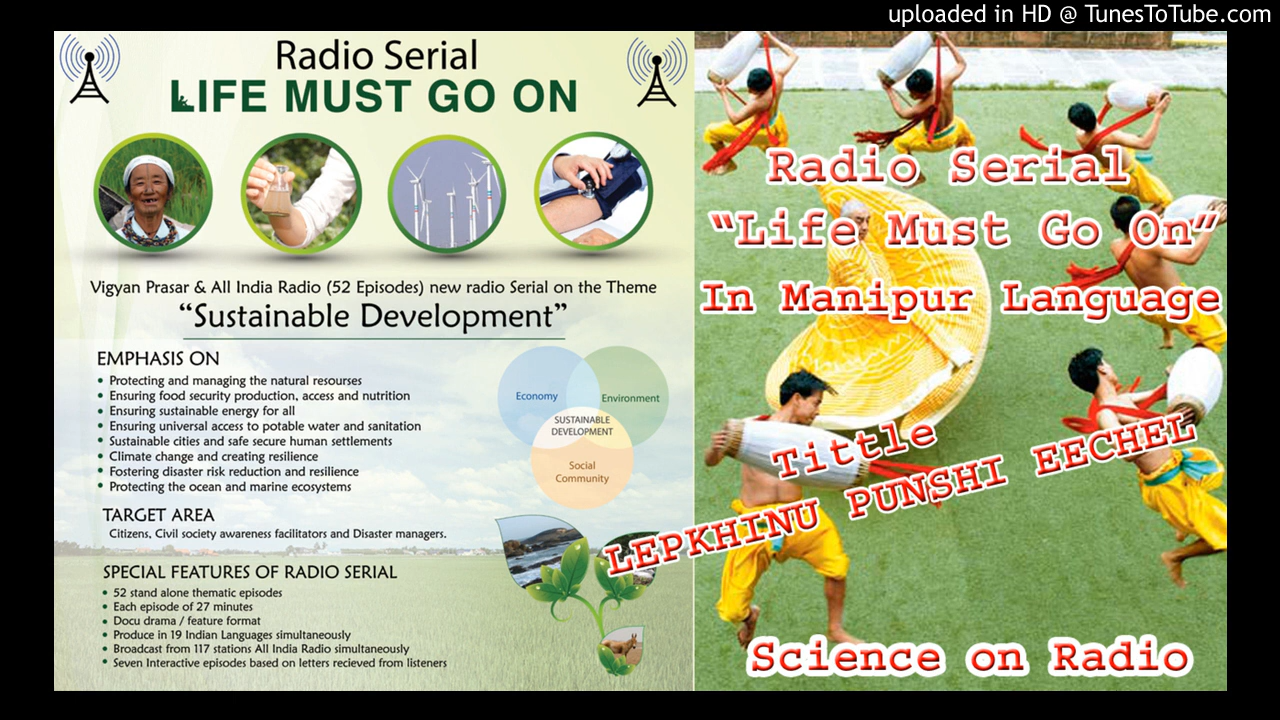 uploaded in HD @ TunesToTube.com
Radio Serial
LIFE MUST GO ON
Vigyan Prasar & All India Radio (52 Episodes) new radio Serial on the Theme
“Sustainable Development”
EMPHASIS ON
• Protecting and managing the natural resourses
• Ensuring food security production, access and nutrition
• Ensuring sustainable energy for all
• Ensuring universal access to potable water and sanitation
• Sustainable cities and safe secure human settlements
• Climate change and creating resilience
• Fostering disaster risk reduction and resilience
• Protecting the ocean and marine ecosystems
Economy
Environment
SUSTAINABLE
DEVELOPMENT
Social
Community
TARGET AREA
Citizens, Civil society awareness facilitators and Disaster managers.
SPECIAL FEATURES OF RADIO SERIAL
• 52 stand alone thematic episodes
• Each episode of 27 minutes
• Docu drama / feature format
• Produce in 19 Indian Languages simultaneously
• Broadcast from 117 stations All India Radio simultaneously
• Seven Interactive episodes based on letters recieved from listeners
Radio Serial
“Life Must Go On”
In Manipur Language
Tittle
LEPKHINU PUNSHI EECHEL
Science on Radio